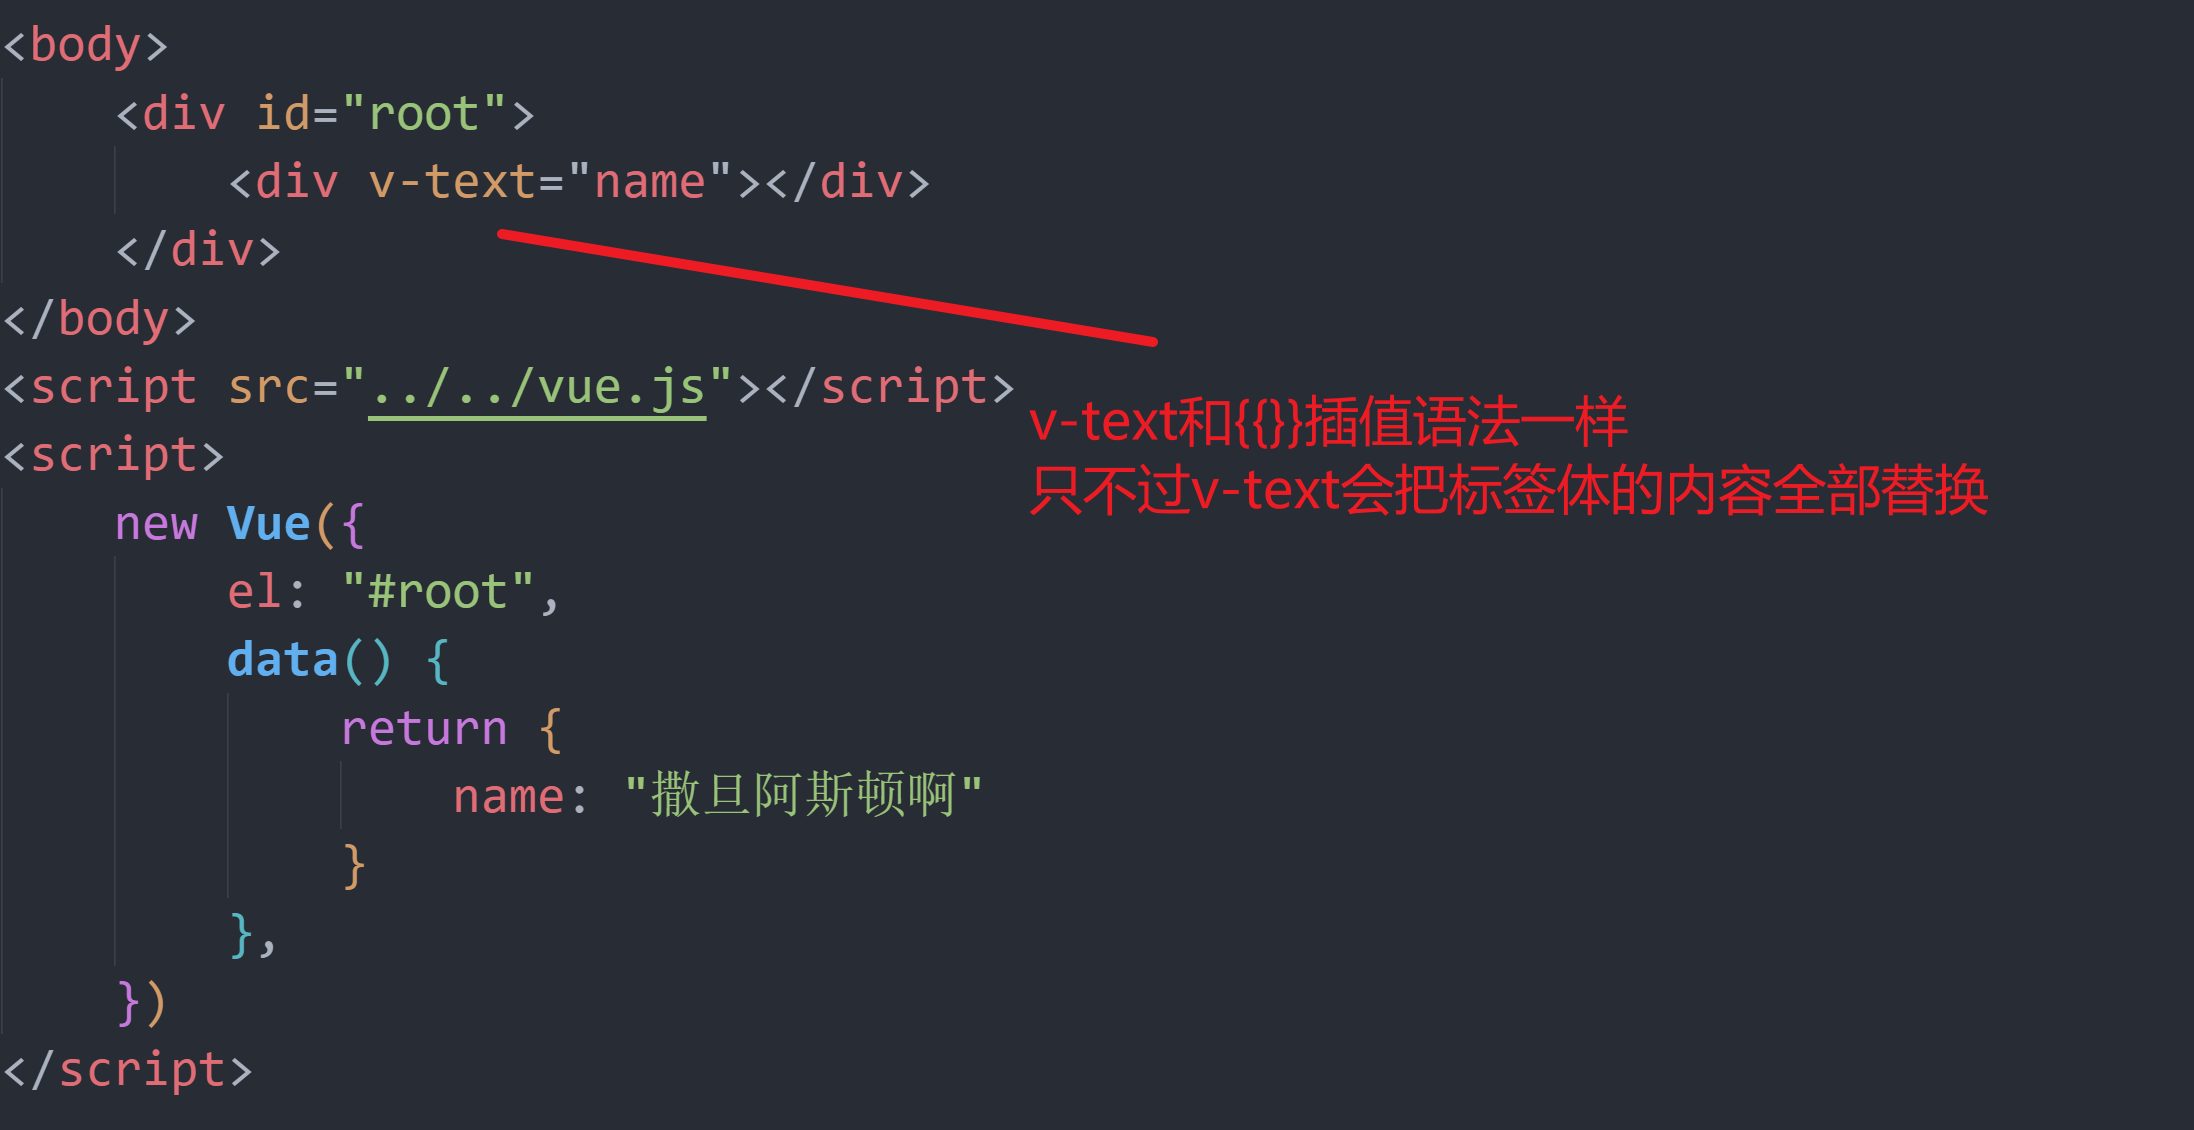 <body>
<div id="root">
<div v-text="name"></div>
</div>
</body>
<script src="../../vue.js"></script>
v-text和{{}}插值语法一样
<script>
只不过v-text会把标签体的内容全部替换
new Vue({
el: "#root",
data() {
return {
name: "撒旦阿斯顿啊"
}
},
})
</script>